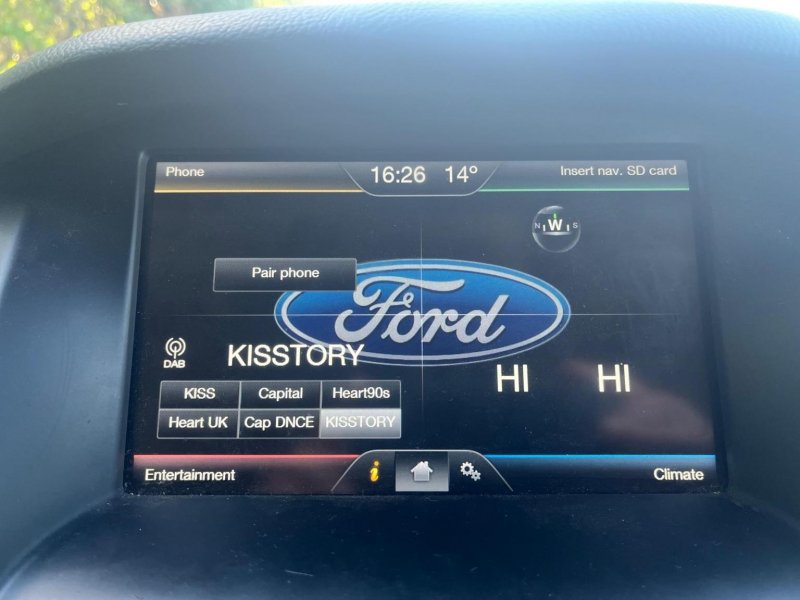 Phone 16:26 14° Insert nav. SD card
N W S
Pair phone
Ford
DAB KISSTORY
HI HI
KISS Capital Heart90s
Heart UK Cap DNCE KISSTORY
Entertainment i Climate